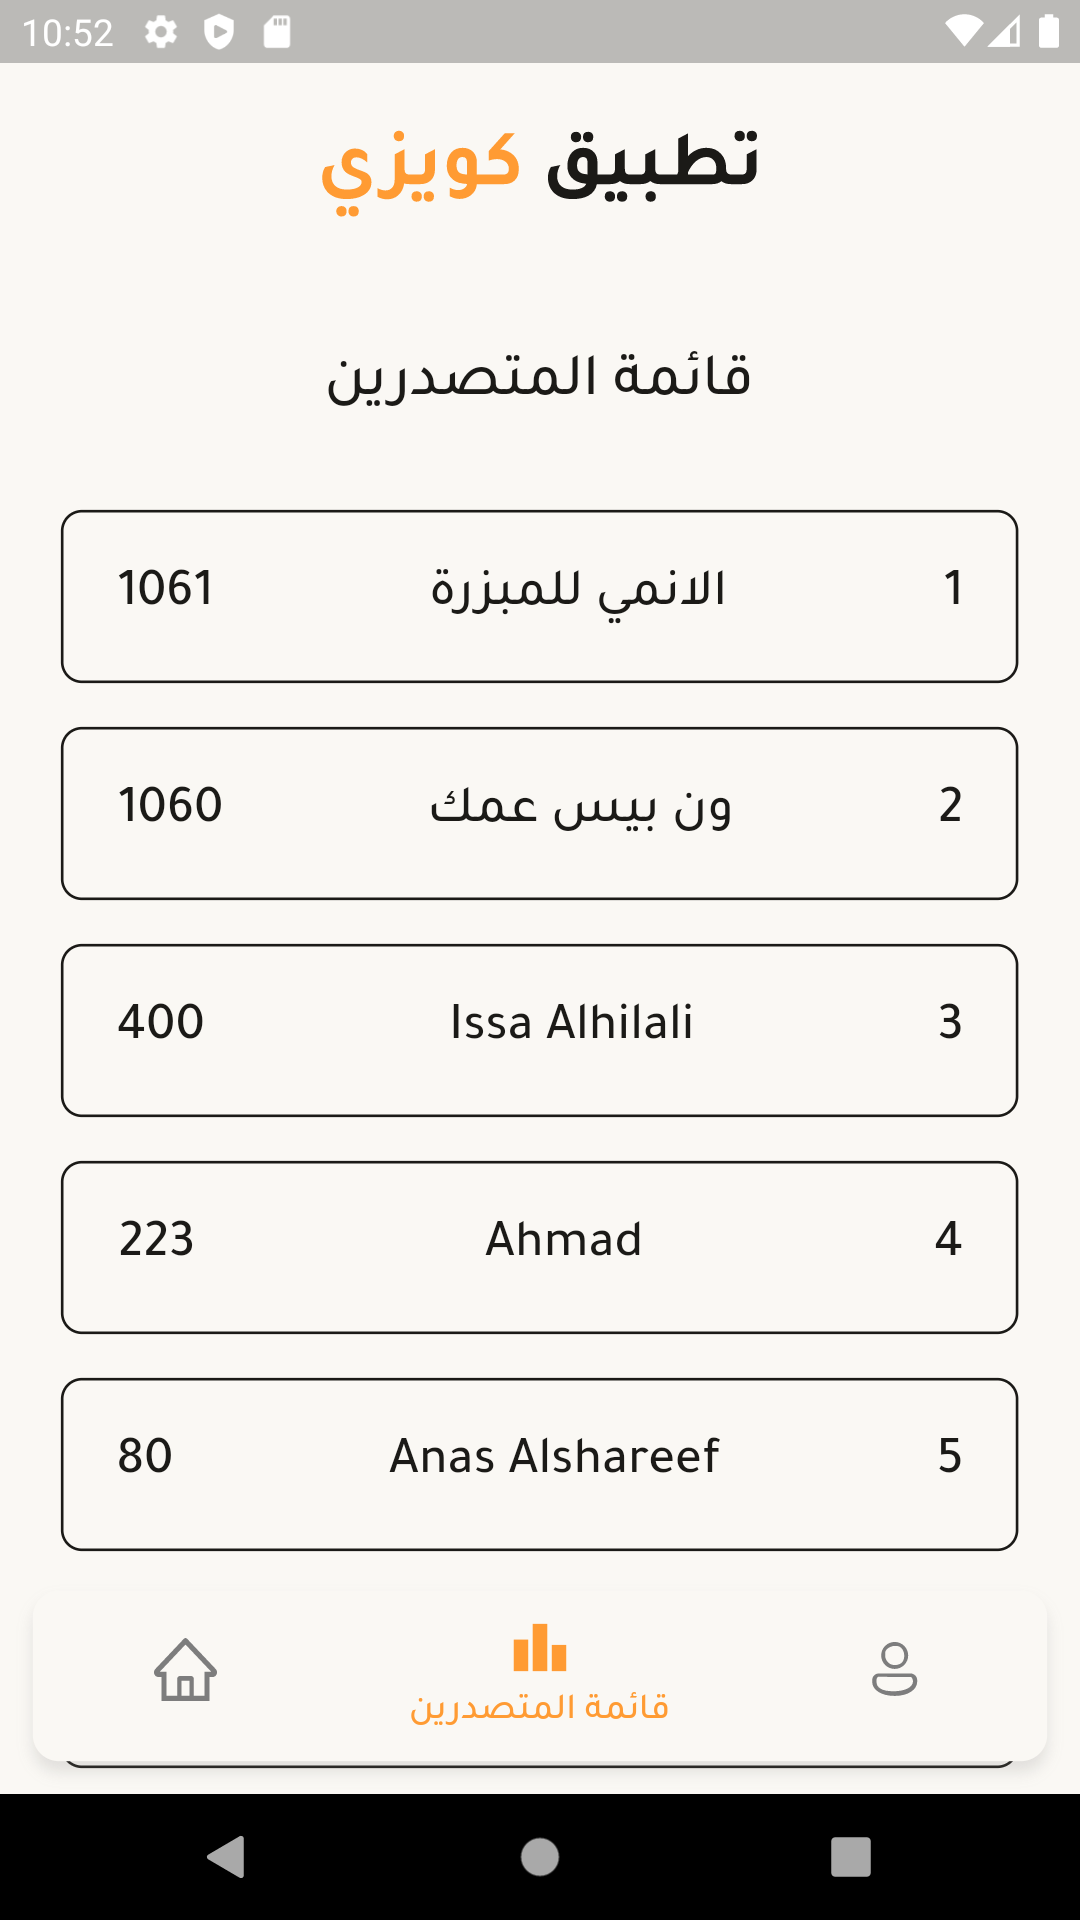 10:52
تطبيق كويزي
قائمة المتصدرين
1 الانمي للمبزرة 1061
2 ون بيس عمك 1060
3 Issa Alhilali 400
4 Ahmad 223
5 Anas Alshareef 80
قائمة المتصدرين